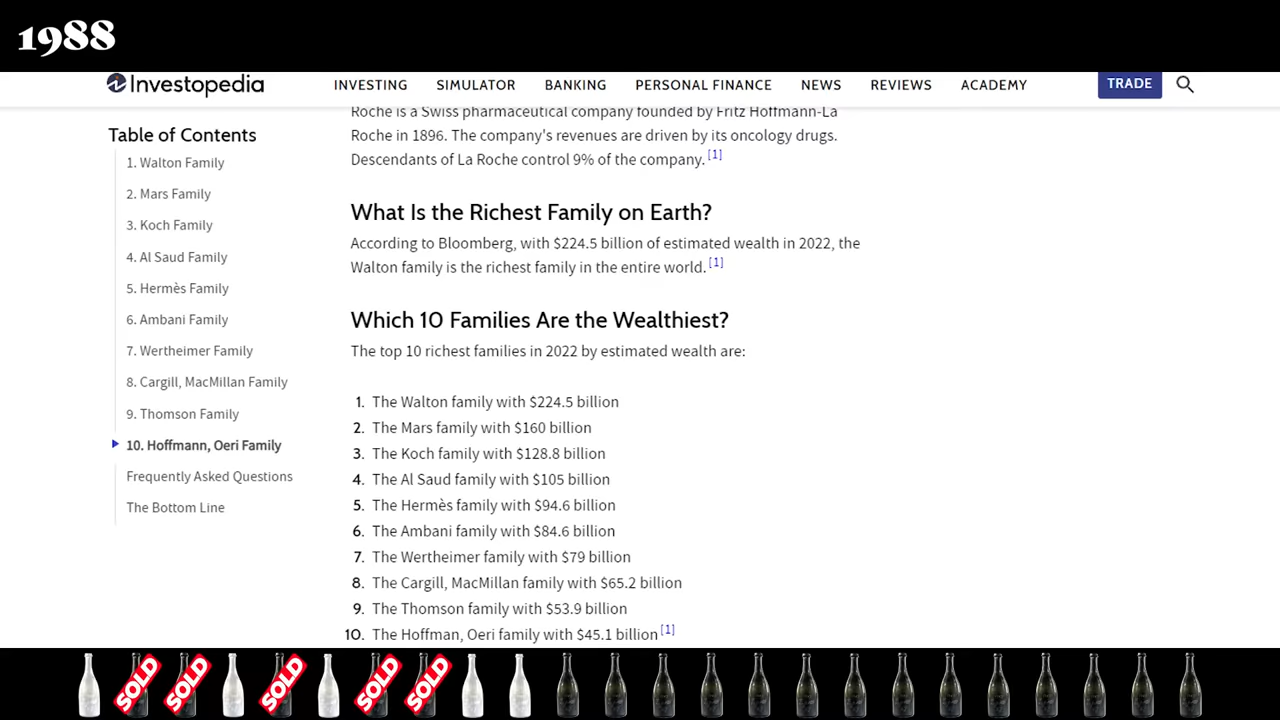 1988
Investopedia
INVESTING SIMULATOR BANKING PERSONAL FINANCE NEWS REVIEWS ACADEMY TRADE
Table of Contents
1. Walton Family
2. Mars Family
3. Koch Family
4. Al Saud Family
5. Hermès Family
6. Ambani Family
7. Wertheimer Family
8. Cargill, MacMillan Family
9. Thomson Family
10. Hoffmann, Oeri Family
Frequently Asked Questions
The Bottom Line
Roche is a Swiss pharmaceutical company founded by Fritz Hoffmann-La
Roche in 1896. The company's revenues are driven by its oncology drugs.
Descendants of La Roche control 9% of the company. [1]
What Is the Richest Family on Earth?
According to Bloomberg, with $224.5 billion of estimated wealth in 2022, the
Walton family is the richest family in the entire world. [1]
Which 10 Families Are the Wealthiest?
The top 10 richest families in 2022 by estimated wealth are:
1. The Walton family with $224.5 billion
2. The Mars family with $160 billion
3. The Koch family with $128.8 billion
4. The Al Saud family with $105 billion
5. The Hermès family with $94.6 billion
6. The Ambani family with $84.6 billion
7. The Wertheimer family with $79 billion
8. The Cargill, MacMillan family with $65.2 billion
9. The Thomson family with $53.9 billion
10. The Hoffman, Oeri family with $45.1 billion [1]
SOLD SOLD SOLD SOLD SOLD